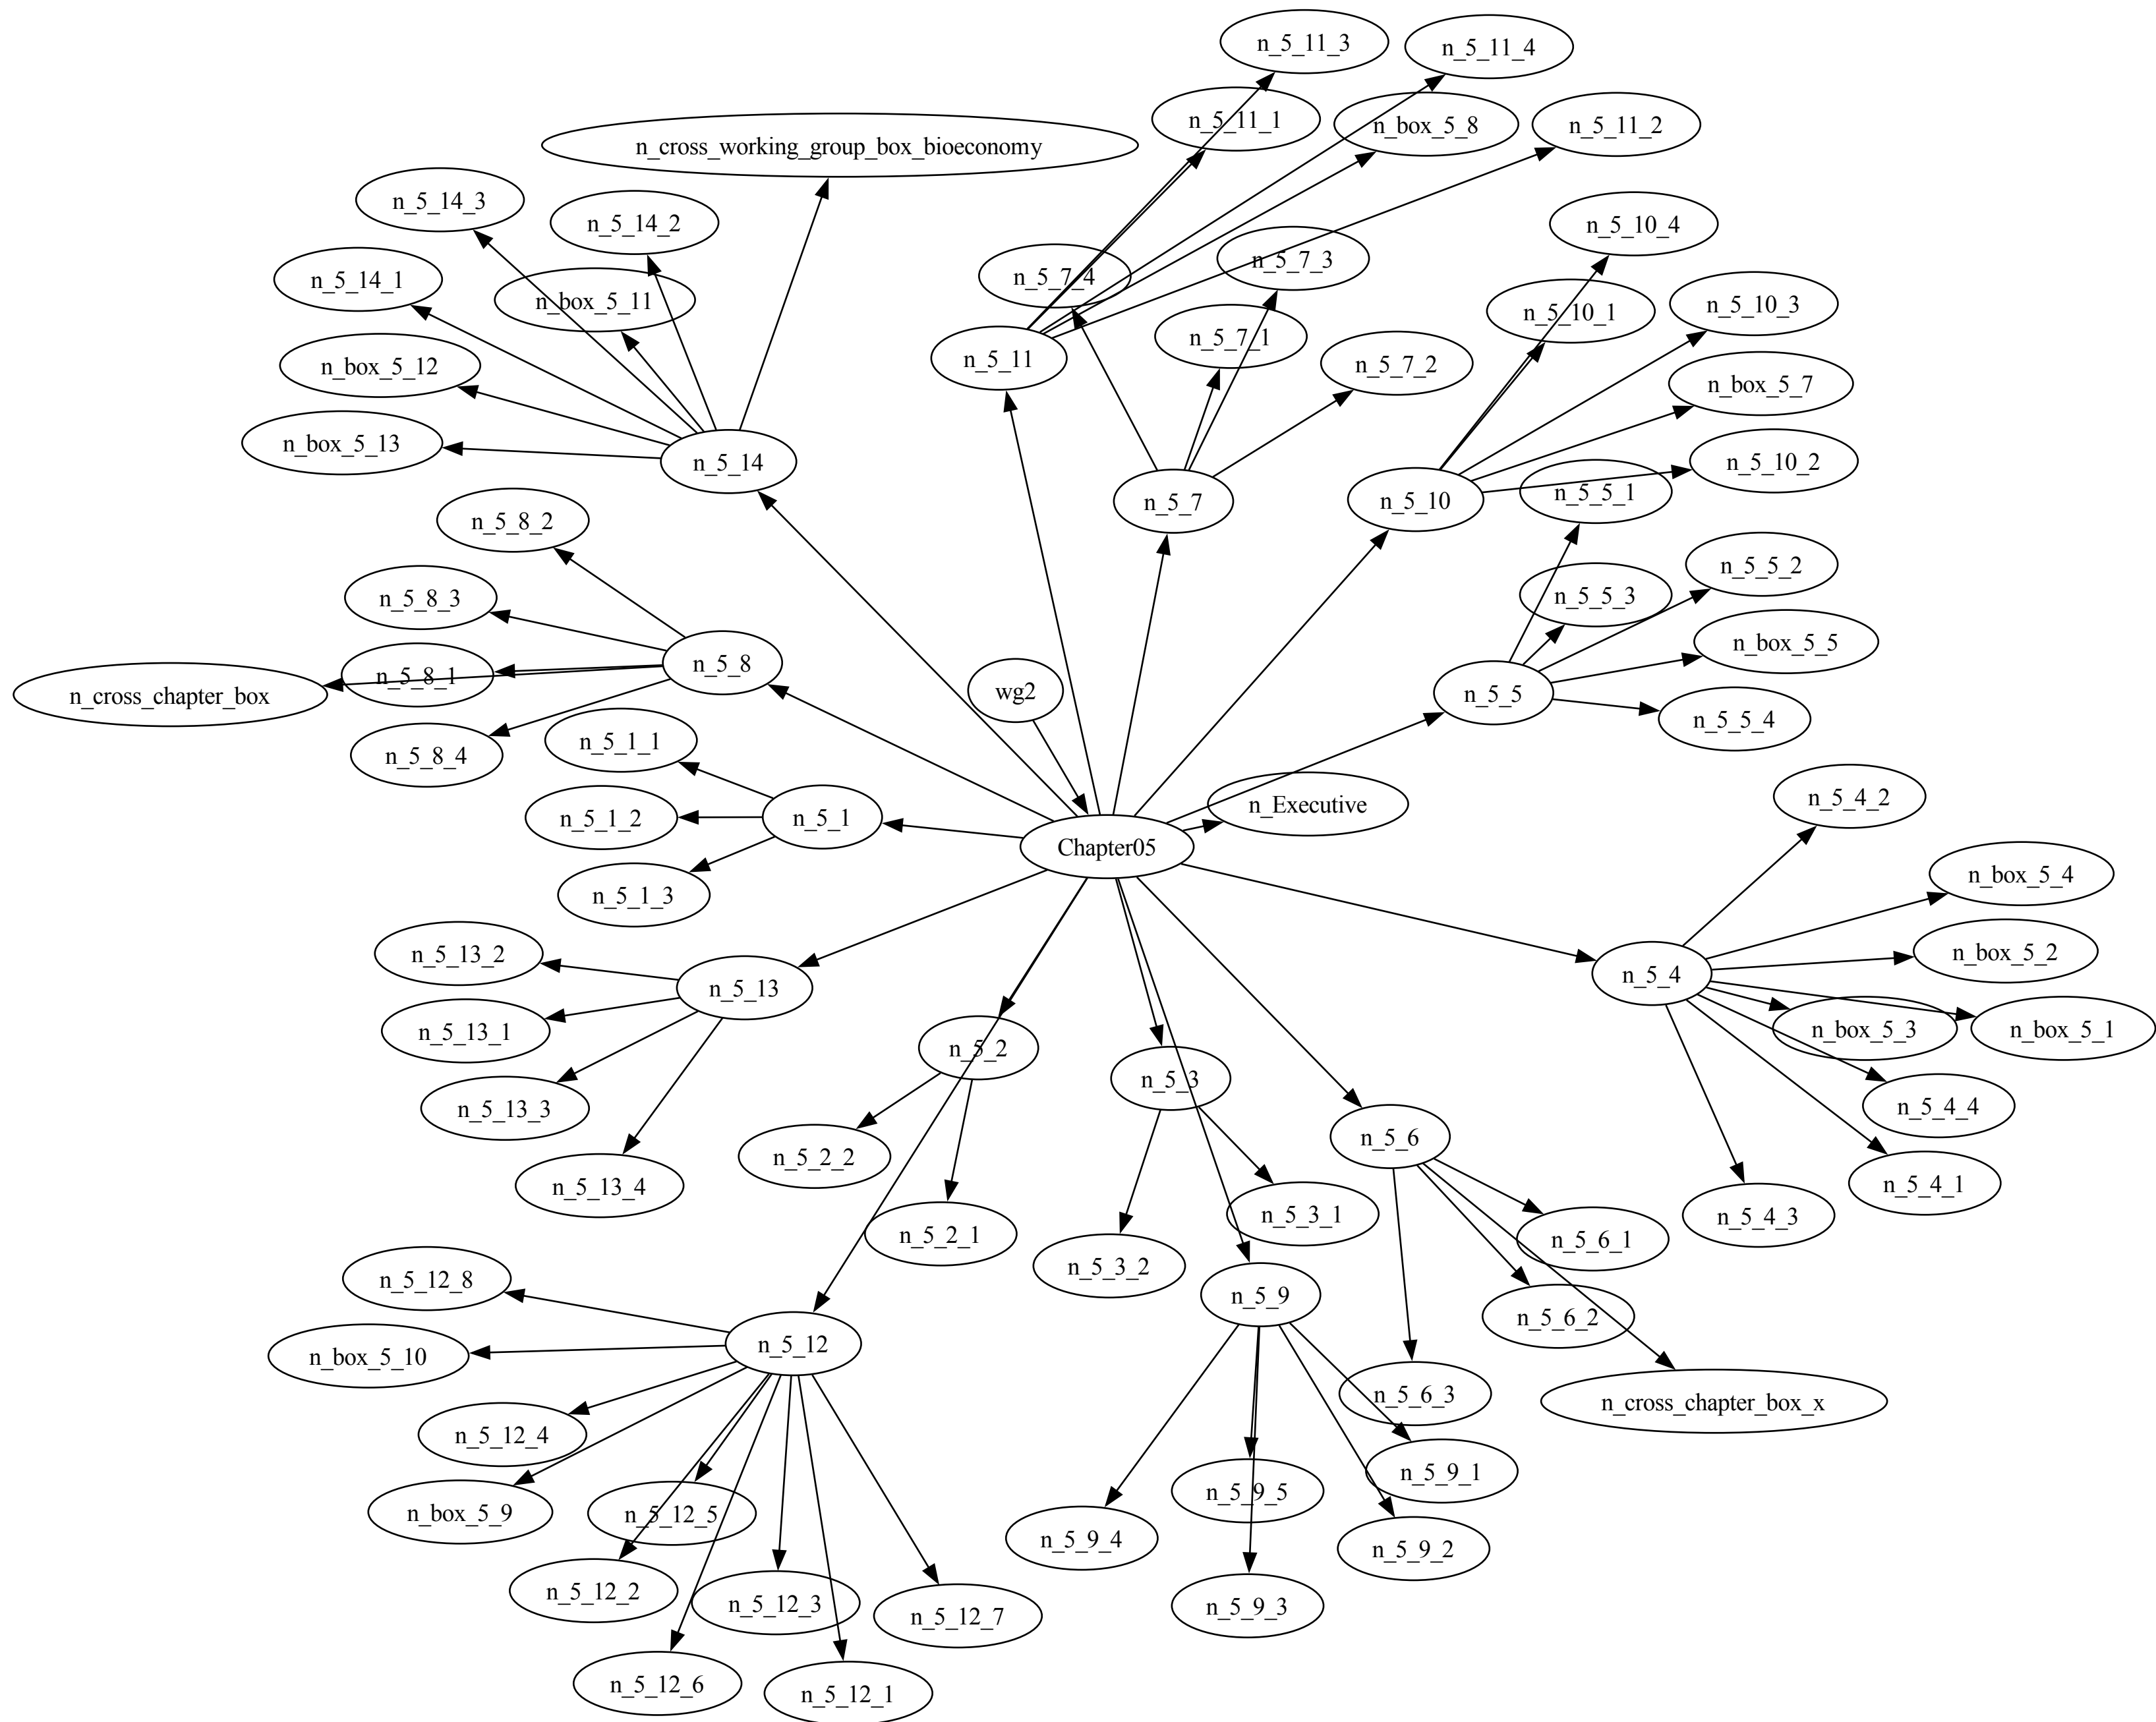 n_5_11_3
n_5_11_4
n_5_11_1
n_box_5_8
n_5_11_2
n_cross_working_group_box_bioeconomy
n_5_14_3
n_5_14_2
n_5_10_4
n_5_7_3
n_5_7_4
n_5_14_1
n_box_5_11
n_5_10_3
n_5_10_1
n_5_7_1
n_5_11
n_5_7_2
n_box_5_12
n_box_5_7
n_box_5_13
n_5_14
n_5_10_2
n_5_5_1
n_5_10
n_5_7
n_5_8_2
n_5_5_2
n_5_5_3
n_5_8_3
n_box_5_5
n_5_8
n_5_8_1
wg2
n_5_5
n_cross_chapter_box
n_5_5_4
n_5_1_1
n_5_8_4
n_5_4_2
n_Executive
n_5_1_2
n_5_1
Chapter05
n_box_5_4
n_5_1_3
n_box_5_2
n_5_13_2
n_5_4
n_5_13
n_box_5_3
n_box_5_1
n_5_13_1
n_5_2
n_5_3
n_5_4_4
n_5_13_3
n_5_6
n_5_2_2
n_5_4_1
n_5_13_4
n_5_3_1
n_5_4_3
n_5_2_1
n_5_6_1
n_5_3_2
n_5_12_8
n_5_9
n_5_6_2
n_5_12
n_box_5_10
n_5_6_3
n_cross_chapter_box_x
n_5_12_4
n_5_9_1
n_5_9_5
n_box_5_9
n_5_12_5
n_5_9_4
n_5_9_2
n_5_12_2
n_5_12_3
n_5_9_3
n_5_12_7
n_5_12_6
n_5_12_1